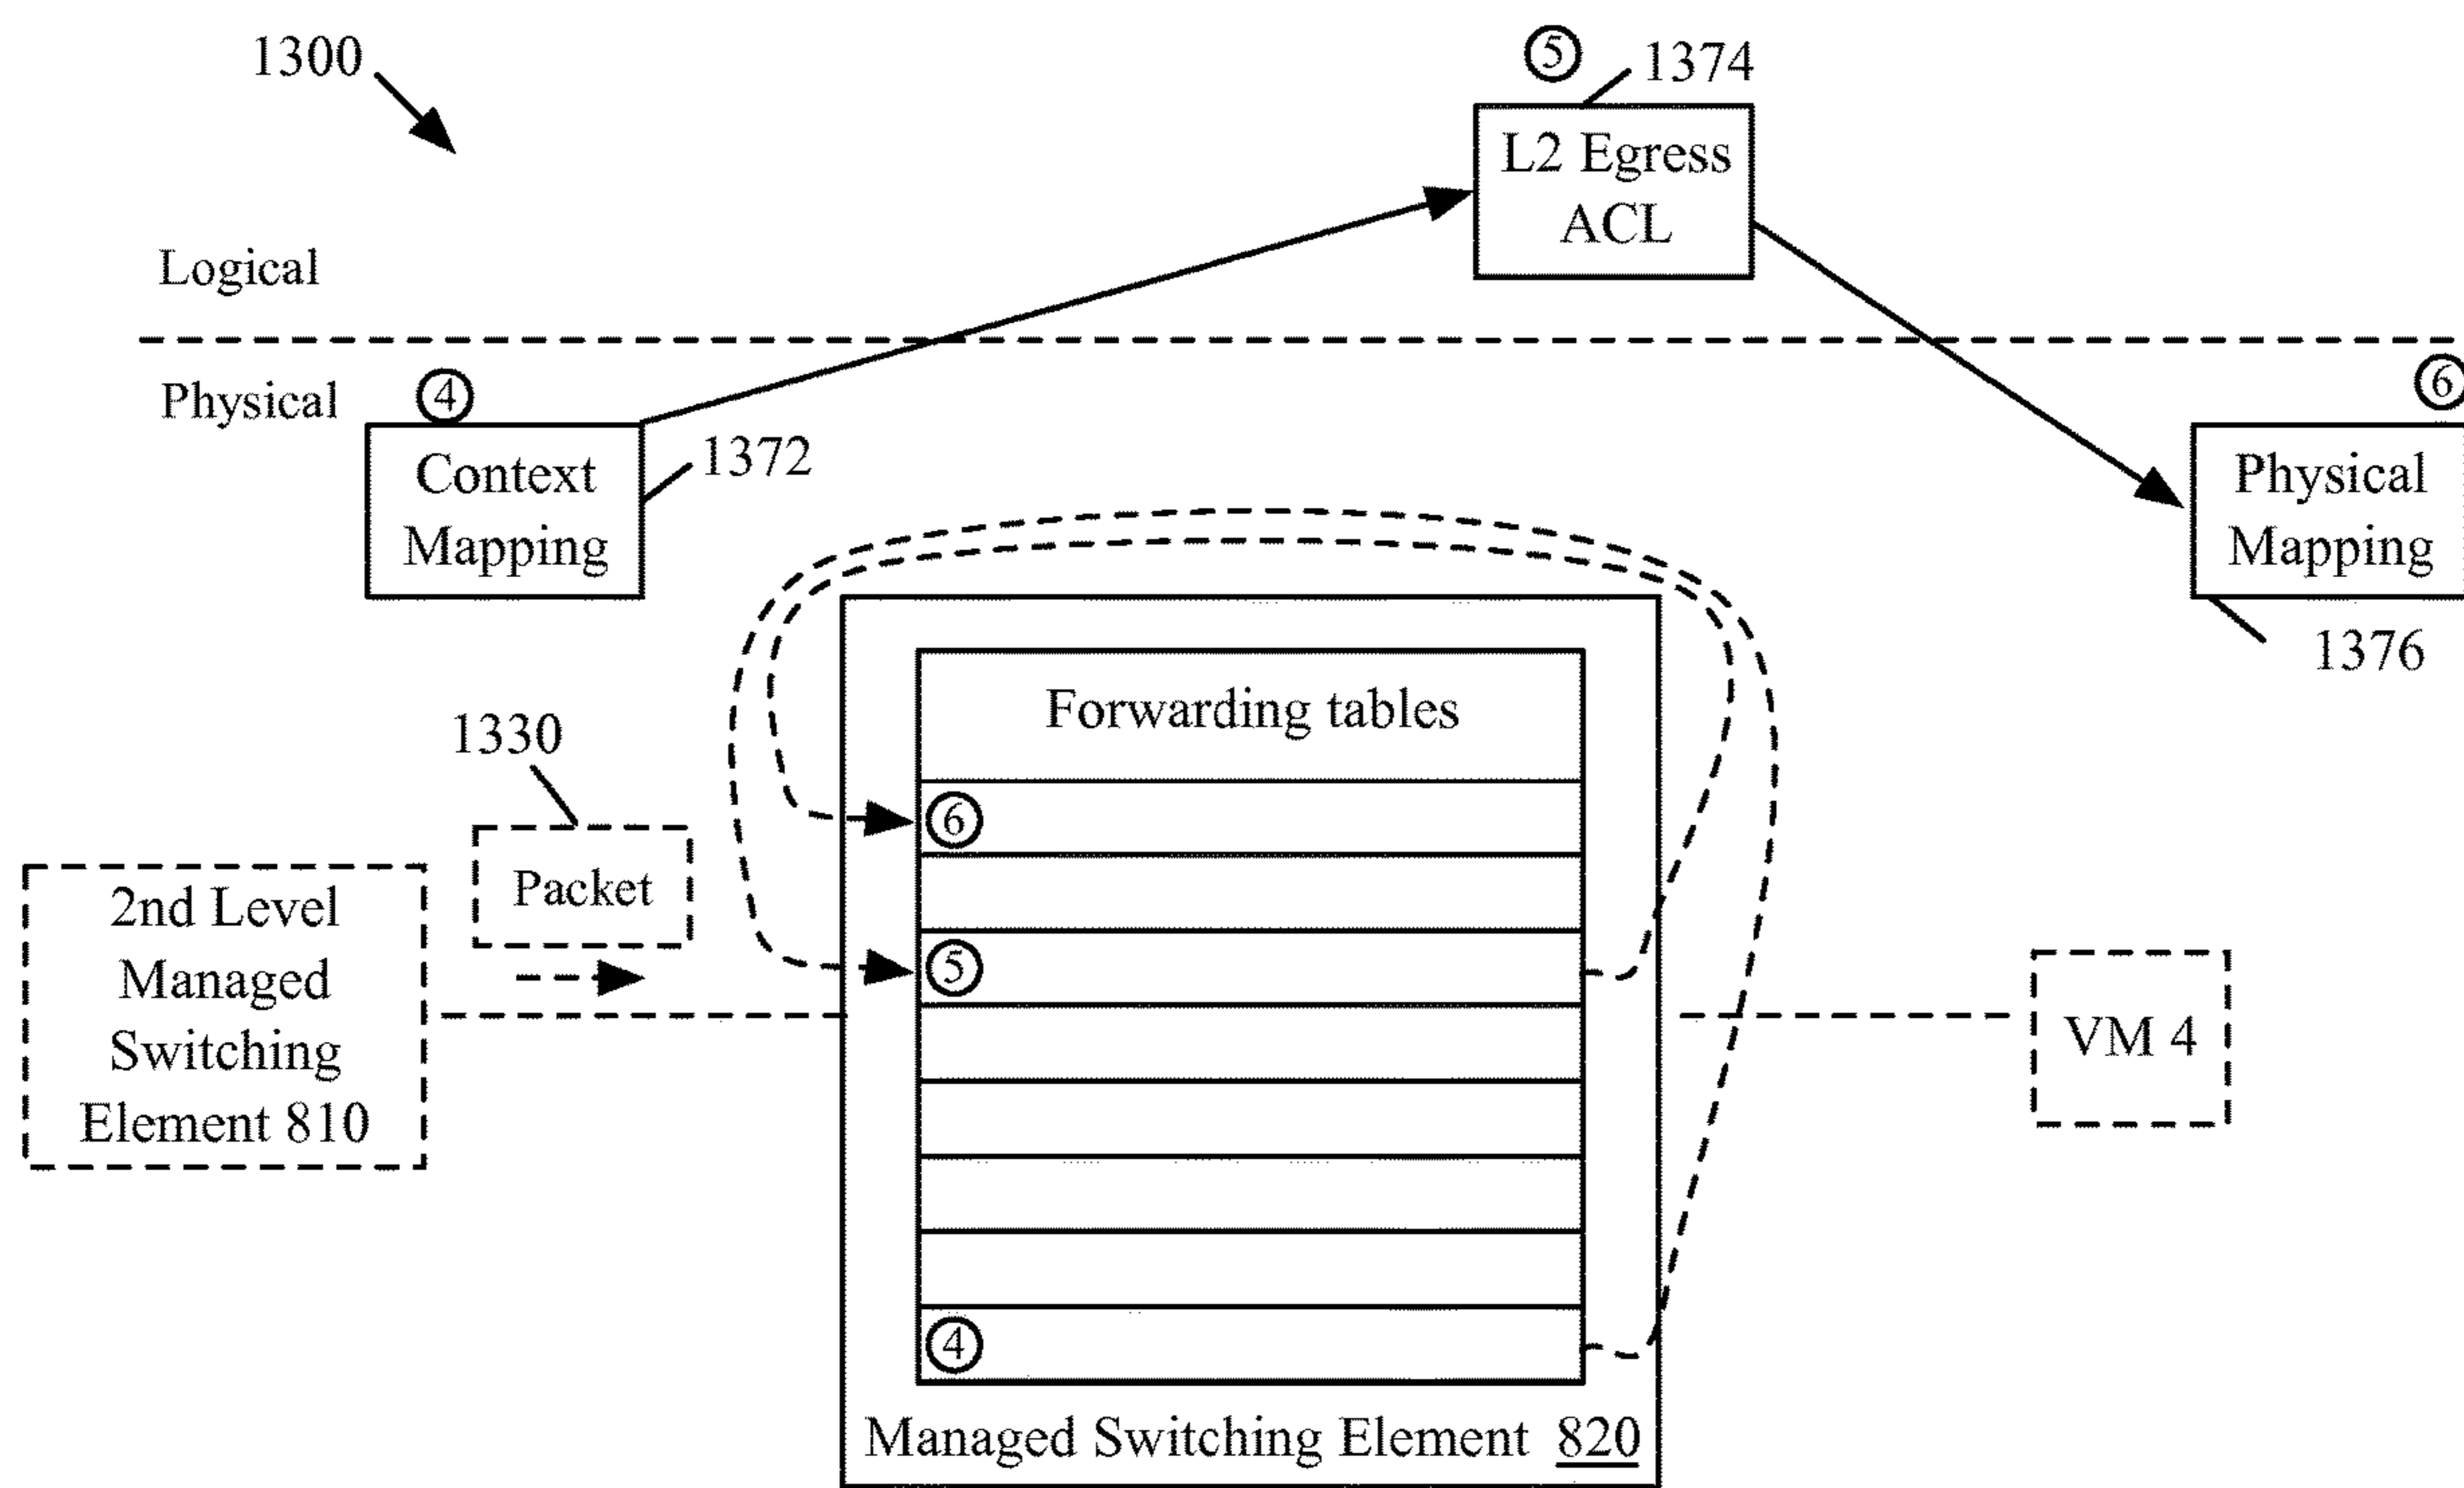 1300
⑤
1374
L2 Egress
ACL
Logical
Physical
④
⑥
Context
Mapping
1372
Physical
Mapping
1376
Forwarding tables
1330
⑥
Packet
2nd Level
Managed
Switching
Element 810
⑤
VM 4
④
Managed Switching Element 820